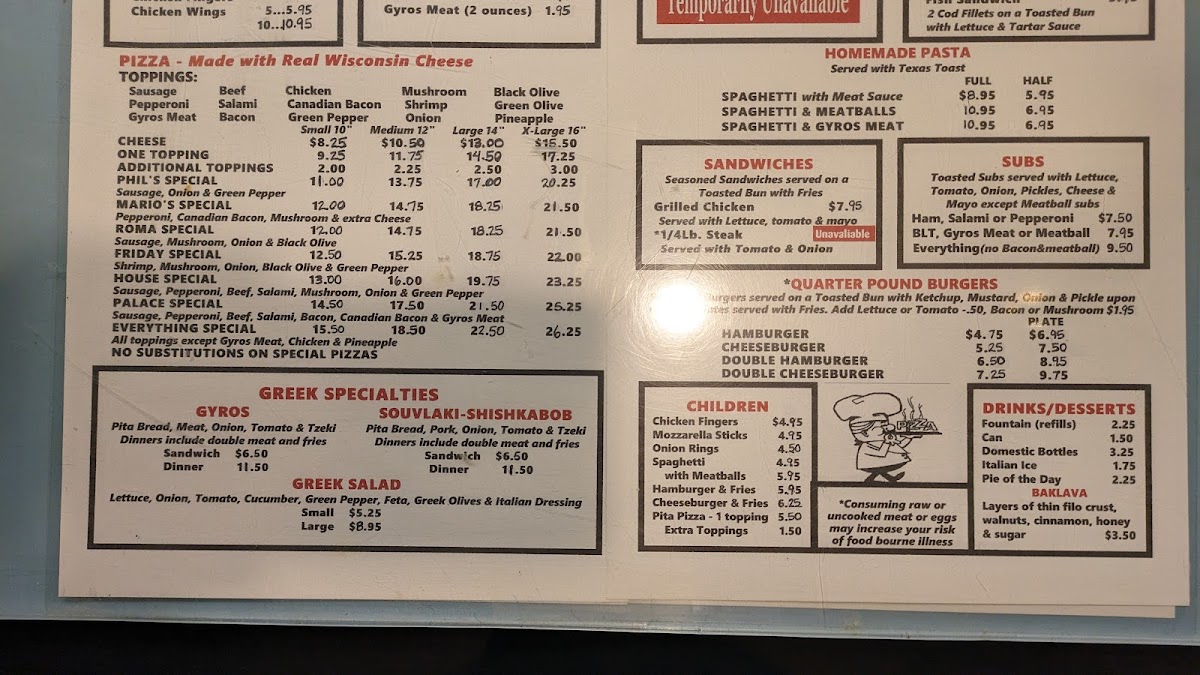 Chicken Wings 5...5.95
10..10.95
Gyros Meat (2 ounces) 1.95
PIZZA - Made with Real Wisconsin Cheese
TOPPINGS:
Sausage Beef Chicken Mushroom Black Olive
Pepperoni Salami Canadian Bacon Shrimp Green Olive
Gyros Meat Bacon Green Pepper Onion Pineapple
Small 10" Medium 12" Large 14" X-Large 16"
CHEESE $8.25 $10.50 $13.00 $15.50
ONE TOPPING 9.25 11.75 14.50 17.25
ADDITIONAL TOPPINGS 2.00 2.25 2.50 3.00
PHIL'S SPECIAL 11.00 13.75 17.00 20.25
Sausage, Onion & Green Pepper
MARIO'S SPECIAL 12.00 14.75 18.25 21.50
Pepperoni, Canadian Bacon, Mushroom & extra Cheese
ROMA SPECIAL 12.00 14.75 18.25 21.50
Sausage, Mushroom, Onion & Black Olive
FRIDAY SPECIAL 12.50 15.25 18.75 22.00
Shrimp, Mushroom, Onion, Black Olive & Green Pepper
HOUSE SPECIAL 13.00 16.00 19.75 23.25
Sausage, Pepperoni, Beef, Salami, Mushroom, Onion & Green Pepper
PALACE SPECIAL 14.50 17.50 21.50 25.25
Sausage, Pepperoni, Beef, Salami, Bacon, Canadian Bacon & Gyros Meat
EVERYTHING SPECIAL 15.50 18.50 22.50 26.25
All toppings except Gyros Meat, Chicken & Pineapple
NO SUBSTITUTIONS ON SPECIAL PIZZAS
GREEK SPECIALTIES
GYROS
Pita Bread, Meat, Onion, Tomato & Tzeki
Dinners include double meat and fries
Sandwich $6.50
Dinner 11.50
SOUVLAKI-SHISHKABOB
Pita Bread, Pork, Onion, Tomato & Tzeki
Dinners include double meat and fries
Sandwich $6.50
Dinner 11.50
GREEK SALAD
Lettuce, Onion, Tomato, Cucumber, Green Pepper, Feta, Greek Olives & Italian Dressing
Small $5.25
Large $8.95
Temporarily Unavailable
Fish Sandwich
2 Cod Fillets on a Toasted Bun
with Lettuce & Tartar Sauce
HOMEMADE PASTA
Served with Texas Toast
FULL HALF
SPAGHETTI with Meat Sauce $8.95 5.95
SPAGHETTI & MEATBALLS 10.95 6.95
SPAGHETTI & GYROS MEAT 10.95 6.95
SANDWICHES
Seasoned Sandwiches served on a
Toasted Bun with Fries
Grilled Chicken $7.95
Served with Lettuce, tomato & mayo
*1/4Lb. Steak Unavaliable
Served with Tomato & Onion
SUBS
Toasted Subs served with Lettuce,
Tomato, Onion, Pickles, Cheese &
Mayo except Meatball subs
Ham, Salami or Pepperoni $7.50
BLT, Gyros Meat or Meatball 7.95
Everything(no Bacon&meatball) 9.50
*QUARTER POUND BURGERS
served on a Toasted Bun with Ketchup, Mustard, Onion & Pickle upon
served with Fries. Add Lettuce or Tomato -.50, Bacon or Mushroom $1.95
PLATE
HAMBURGER $4.75 $6.95
CHEESEBURGER 5.25 7.50
DOUBLE HAMBURGER 6.50 8.95
DOUBLE CHEESEBURGER 7.25 9.75
CHILDREN
Chicken Fingers $4.95
Mozzarella Sticks 4.95
Onion Rings 4.50
Spaghetti 4.95
with Meatballs 5.95
Hamburger & Fries 5.95
Cheeseburger & Fries 6.25
Pita Pizza - 1 topping 5.50
Extra Toppings 1.50
PIZZA
*Consuming raw or
uncooked meat or eggs
may increase your risk
of food bourne illness
DRINKS/DESSERTS
Fountain (refills) 2.25
Can 1.50
Domestic Bottles 3.25
Italian Ice 1.75
Pie of the Day 2.25
BAKLAVA
Layers of thin filo crust,
walnuts, cinnamon, honey
& sugar $3.50